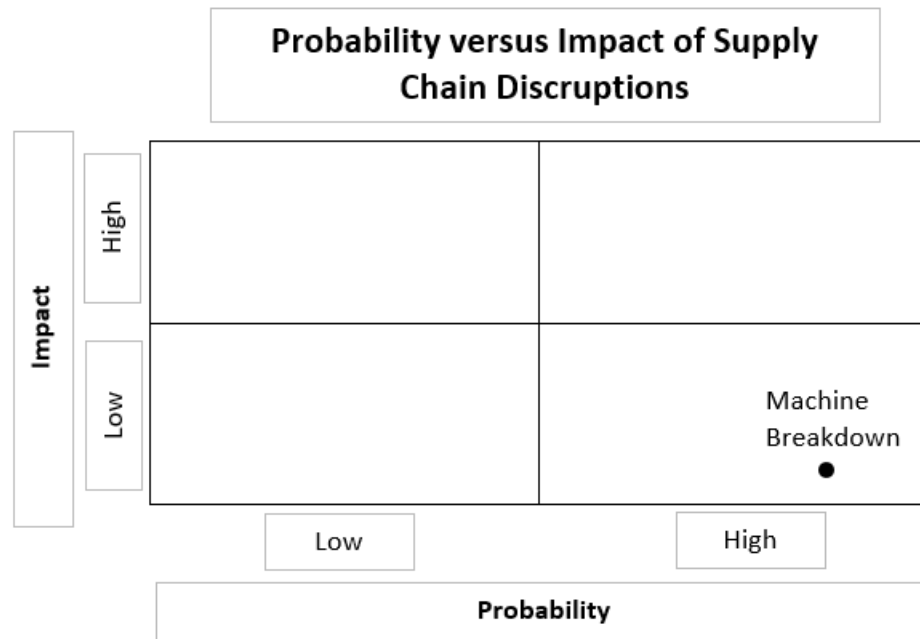 Probability versus Impact of Supply
Chain Discruptions
Impact
High
Low
Machine
Breakdown
Low
High
Probability